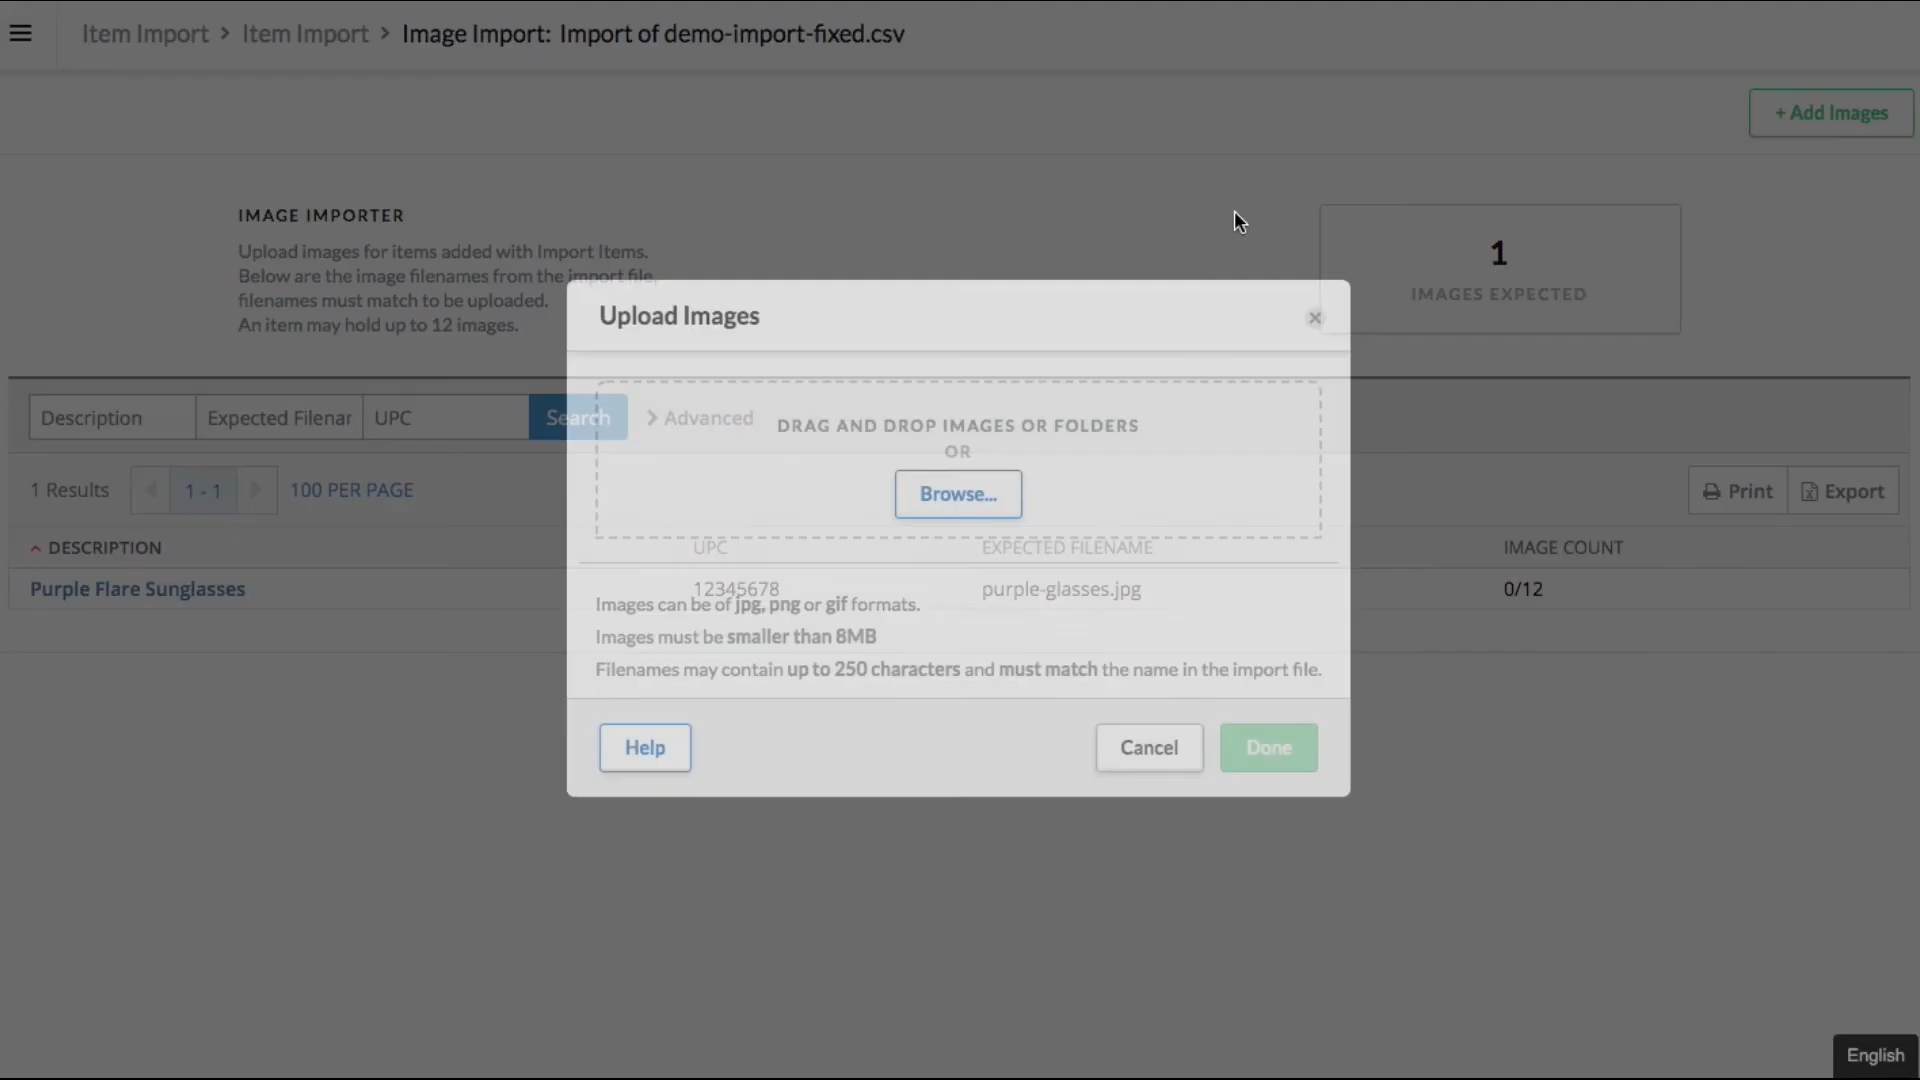 Item Import > Item Import > Image Import: Import of demo-import-fixed.csv
+ Add Images
IMAGE IMPORTER
Upload images for items added with Import Items.
Below are the image filenames from the import file,
filenames must match to be uploaded.
An item may hold up to 12 images.
1
IMAGES EXPECTED
Upload Images
Description
Expected Filenar
UPC
Search
Advanced
DRAG AND DROP IMAGES OR FOLDERS
OR
Browse...
1 Results
1 - 1
100 PER PAGE
Print
Export
DESCRIPTION
UPC
EXPECTED FILENAME
IMAGE COUNT
Purple Flare Sunglasses
12345678
purple-glasses.jpg
0/12
Images can be of jpg, png or gif formats.
Images must be smaller than 8MB
Filenames may contain up to 250 characters and must match the name in the import file.
Help
Cancel
Done
English